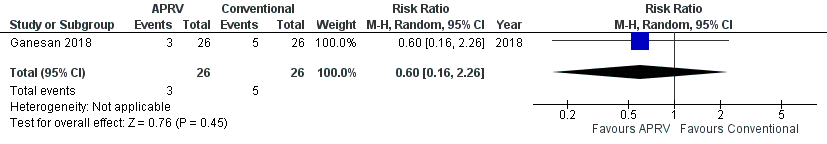 APRV Conventional Risk Ratio Risk Ratio
Study or Subgroup Events Total Events Total Weight M-H, Random, 95% CI Year M-H, Random, 95% CI
Ganesan 2018 3 26 5 26 100.0% 0.60 [0.16, 2.26] 2018
Total (95% CI) 26 26 100.0% 0.60 [0.16, 2.26]
Total events 3 5
Heterogeneity: Not applicable
Test for overall effect: Z = 0.76 (P = 0.45)
0.2 0.5 1 2 5
Favours APRV Favours Conventional